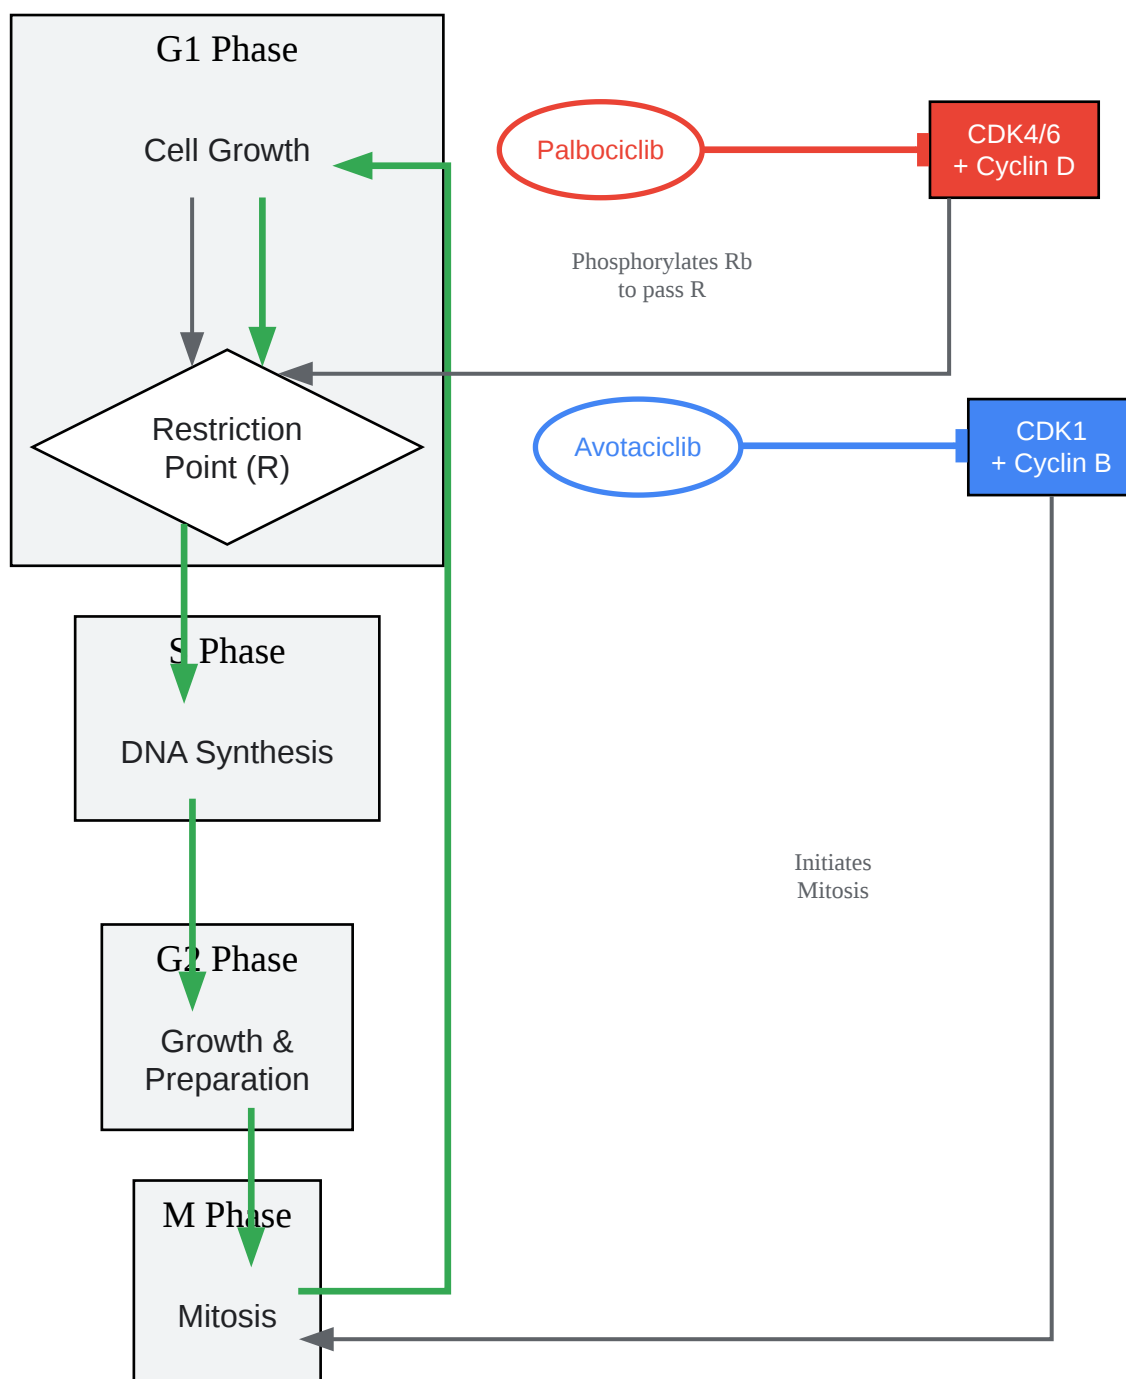 G1 Phase
Cell Growth
Palbociclib
CDK4/6
+ Cyclin D
Phosphorylates Rb
to pass R
Restriction
Point (R)
Avotaciclib
CDK1
+ Cyclin B
S Phase
DNA Synthesis
Initiates
Mitosis
G2 Phase
Growth &
Preparation
M Phase
Mitosis